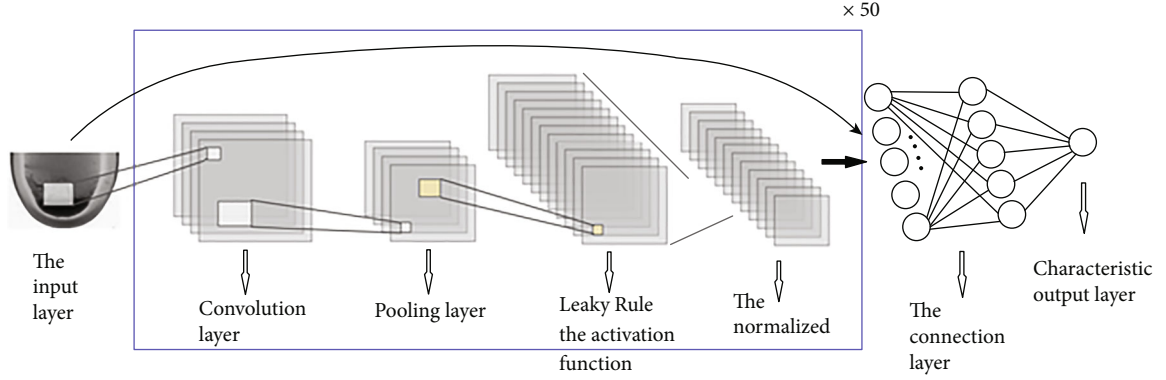 × 50
The
input
layer
Convolution
layer
Pooling layer
Leaky Rule
the activation
function
The
normalized
The
connection
layer
Characteristic
output layer